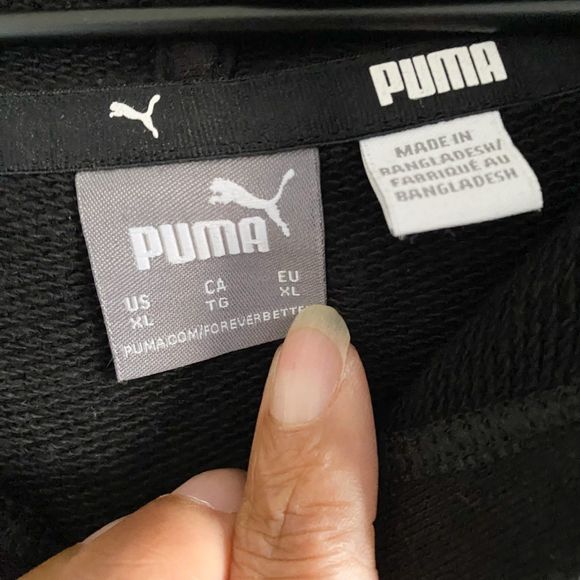 PUMA
MADE IN
BANGLADESH/
FABRIQUÉ AU
BANGLADESH
PUMA
US CA EU
XL TG XL
PUMA.COM/FOREVERBETTE